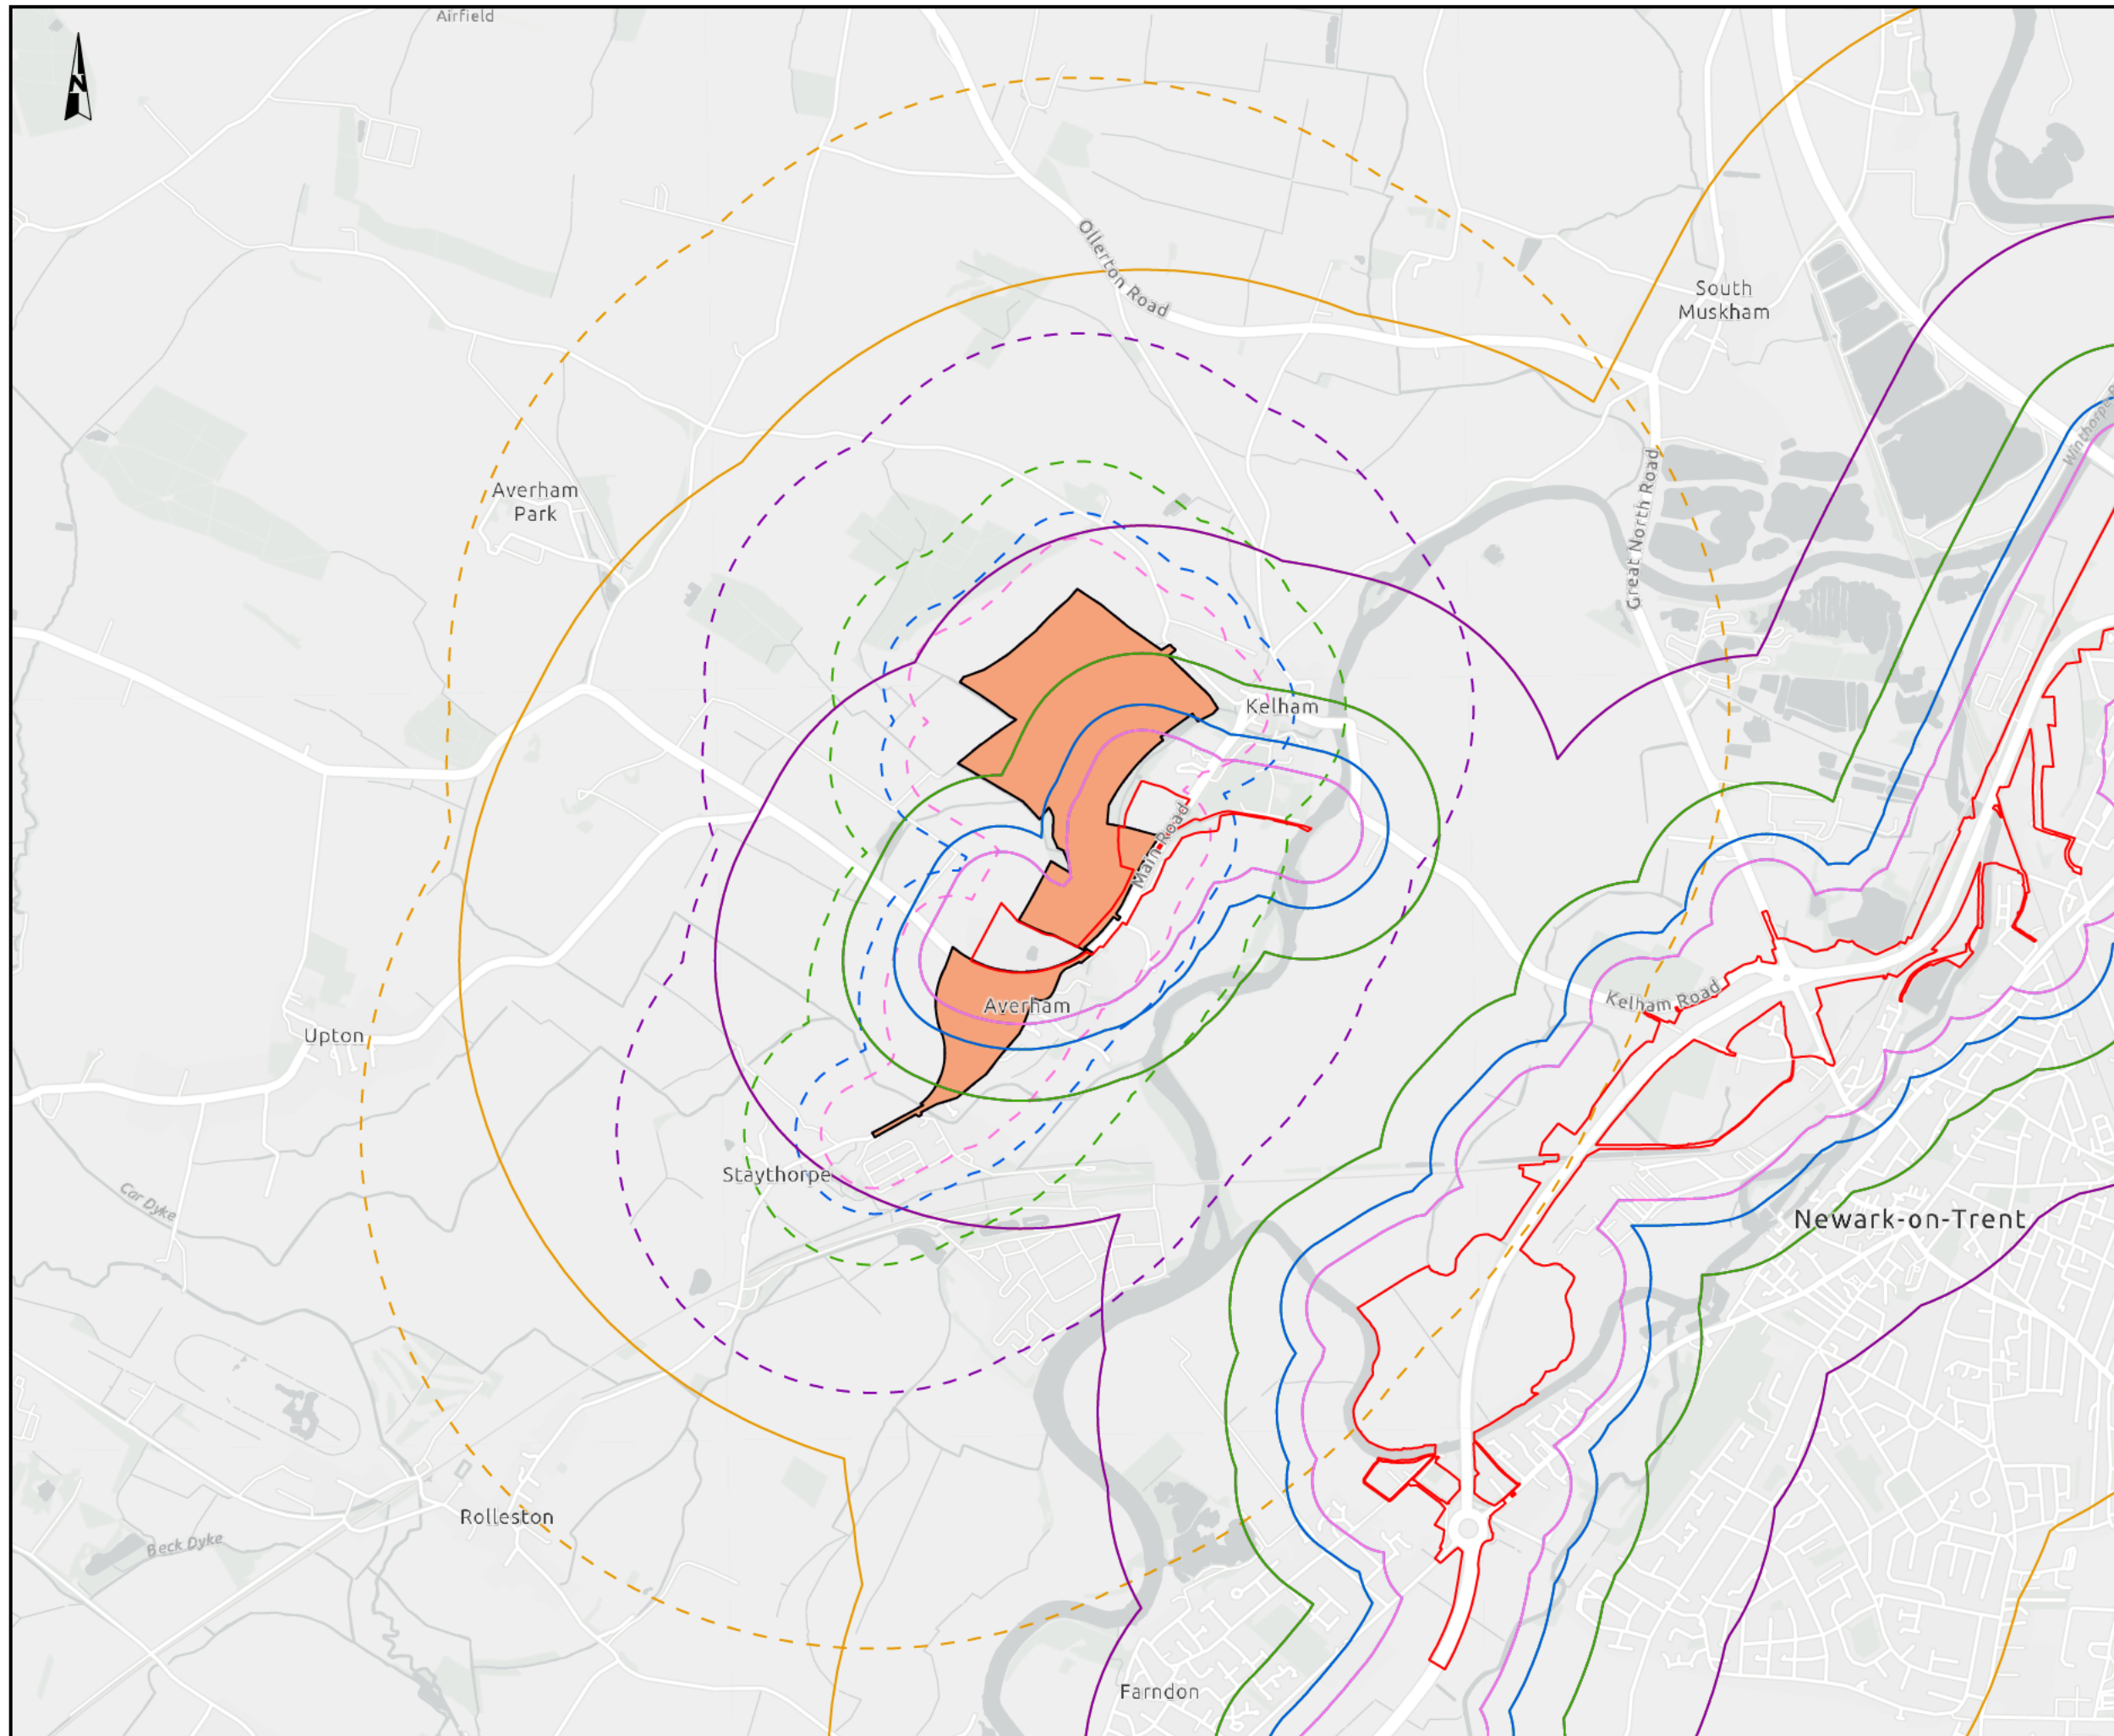 Airfield
N
Ollerton Road
South
Muskham
Winthorpe
Averham
Park
Great North Road
Kelham
Main Road
Kelham Road
Averham
Upton
Staythorpe
Car Dyke
Newark-on-Trent
Rolleston
Beck Dyke
Farndon